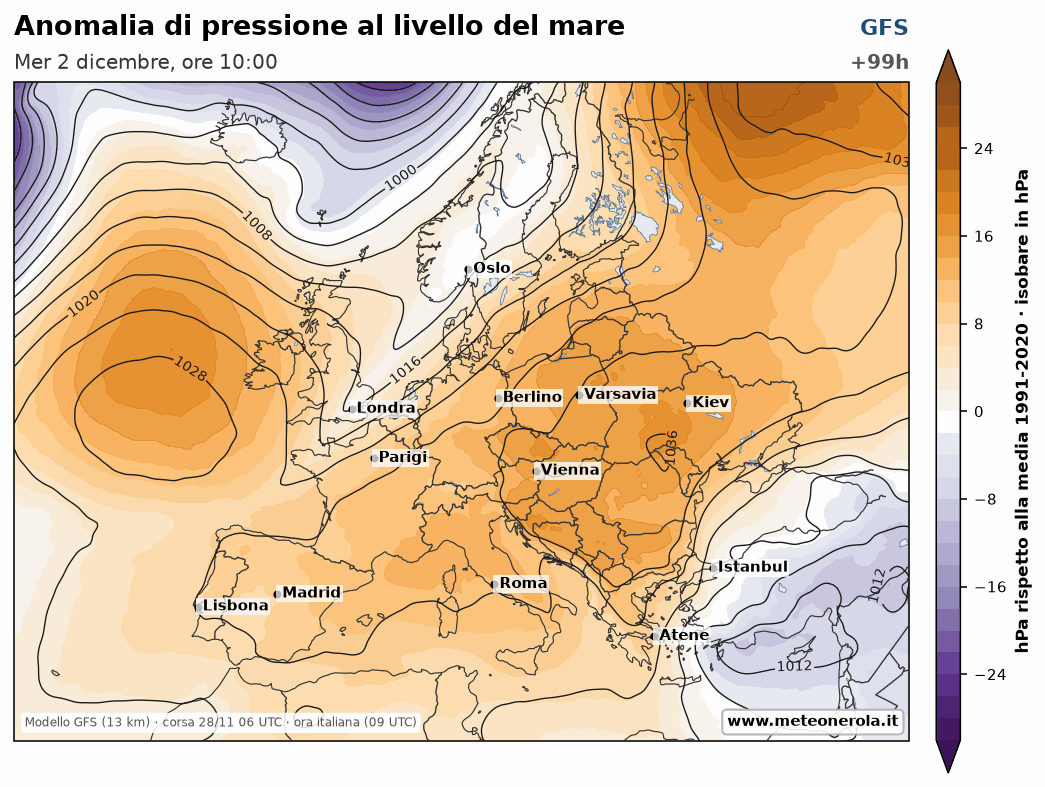 Anomalia di pressione al livello del mare
GFS
Mer 2 dicembre, ore 10:00
+99h
1000
103
1008
Oslo
1020
1028
1016
Londra
Berlino
Varsavia
Kiev
Parigi
1036
Vienna
Istanbul
Roma
1012
Madrid
Lisbona
Atene
1012
Modello GFS (13 km) · corsa 28/11 06 UTC · ora italiana (09 UTC)
www.meteonerola.it
24
16
8
0
−8
−16
−24
hPa rispetto alla media 1991-2020 · isobare in hPa